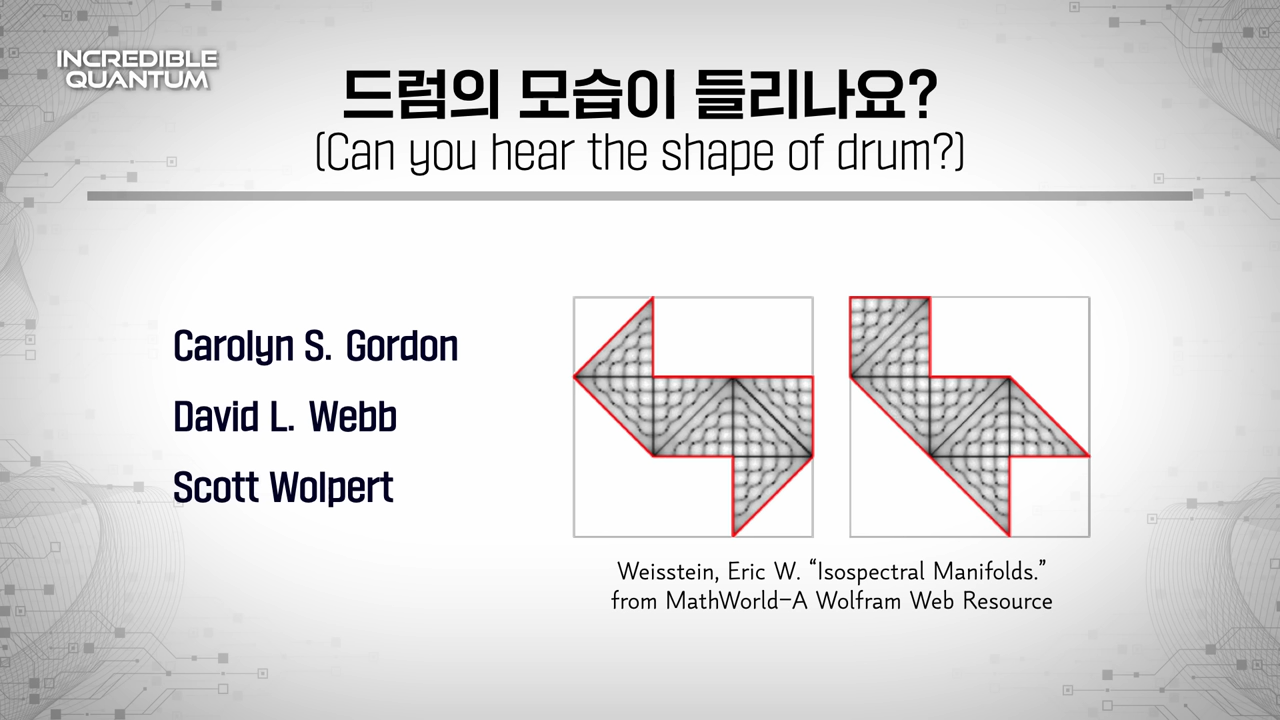 INCREDIBLE
QUANTUM
드럼의 모습이 들리나요?
(Can you hear the shape of drum?)
Carolyn S. Gordon
David L. Webb
Scott Wolpert
Weisstein, Eric W. “Isospectral Manifolds.”
from MathWorld–A Wolfram Web Resource